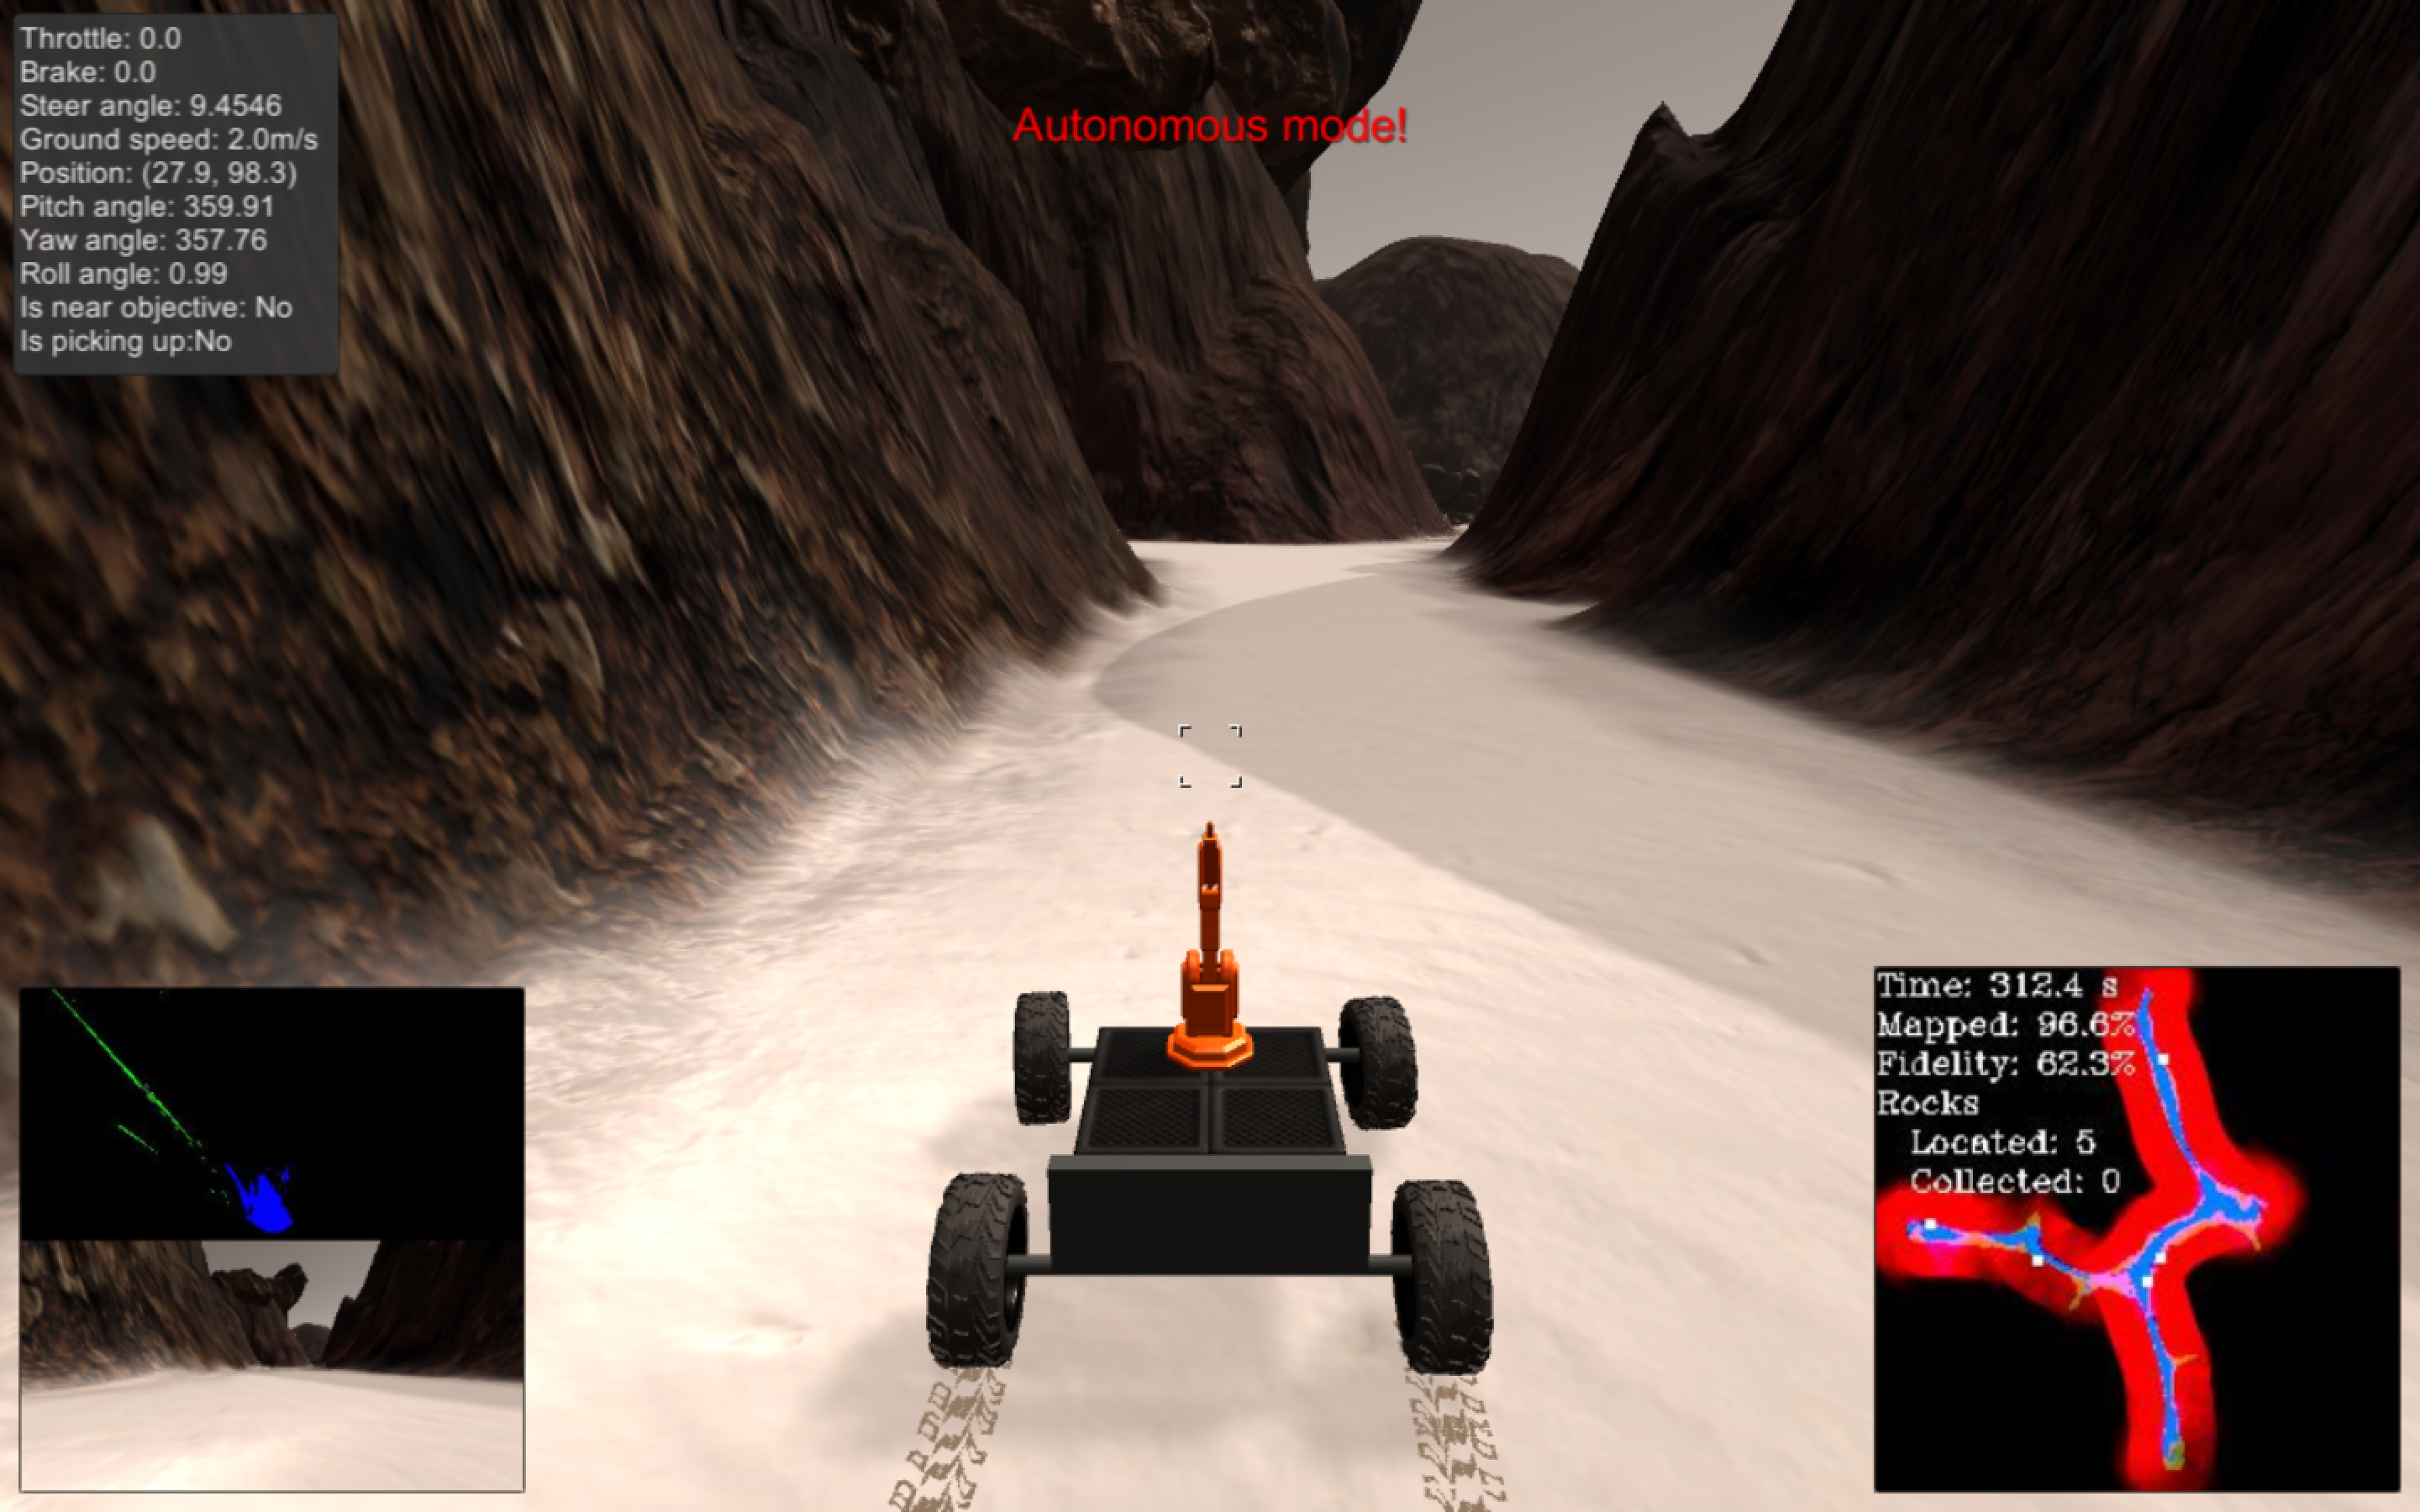 Throttle: 0.0
Brake: 0.0
Steer angle: 9.4546
Ground speed: 2.0m/s
Position: (27.9, 98.3)
Pitch angle: 359.91
Yaw angle: 357.76
Roll angle: 0.99
Is near objective: No
Is picking up:No
Autonomous mode!
Time: 312.4 s
Mapped: 96.6%
Fidelity: 62.3%
Rocks
Located: 5
Collected: 0